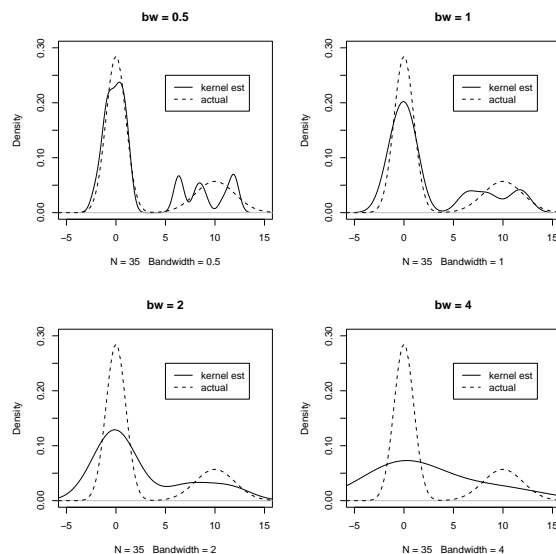 bw = 0.5
Density
0.00 0.10 0.20 0.30
kernel est
actual
−5 0 5 10 15
N = 35 Bandwidth = 0.5
bw = 1
Density
0.00 0.10 0.20 0.30
kernel est
actual
−5 0 5 10 15
N = 35 Bandwidth = 1
bw = 2
Density
0.00 0.10 0.20 0.30
kernel est
actual
−5 0 5 10 15
N = 35 Bandwidth = 2
bw = 4
Density
0.00 0.10 0.20 0.30
kernel est
actual
−5 0 5 10 15
N = 35 Bandwidth = 4